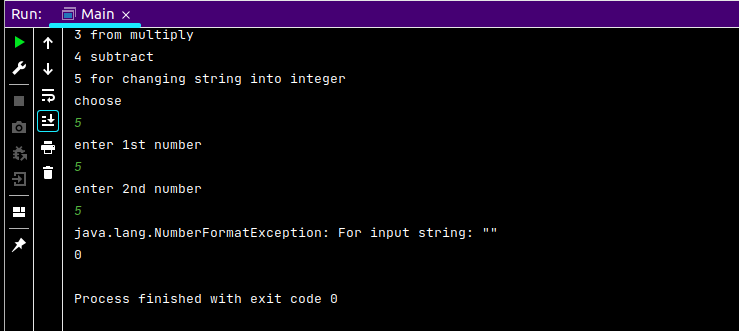 Run: Main ×
3 from multiply
4 subtract
5 for changing string into integer
choose
5
enter 1st number
5
enter 2nd number
5
java.lang.NumberFormatException: For input string: ""
0
Process finished with exit code 0